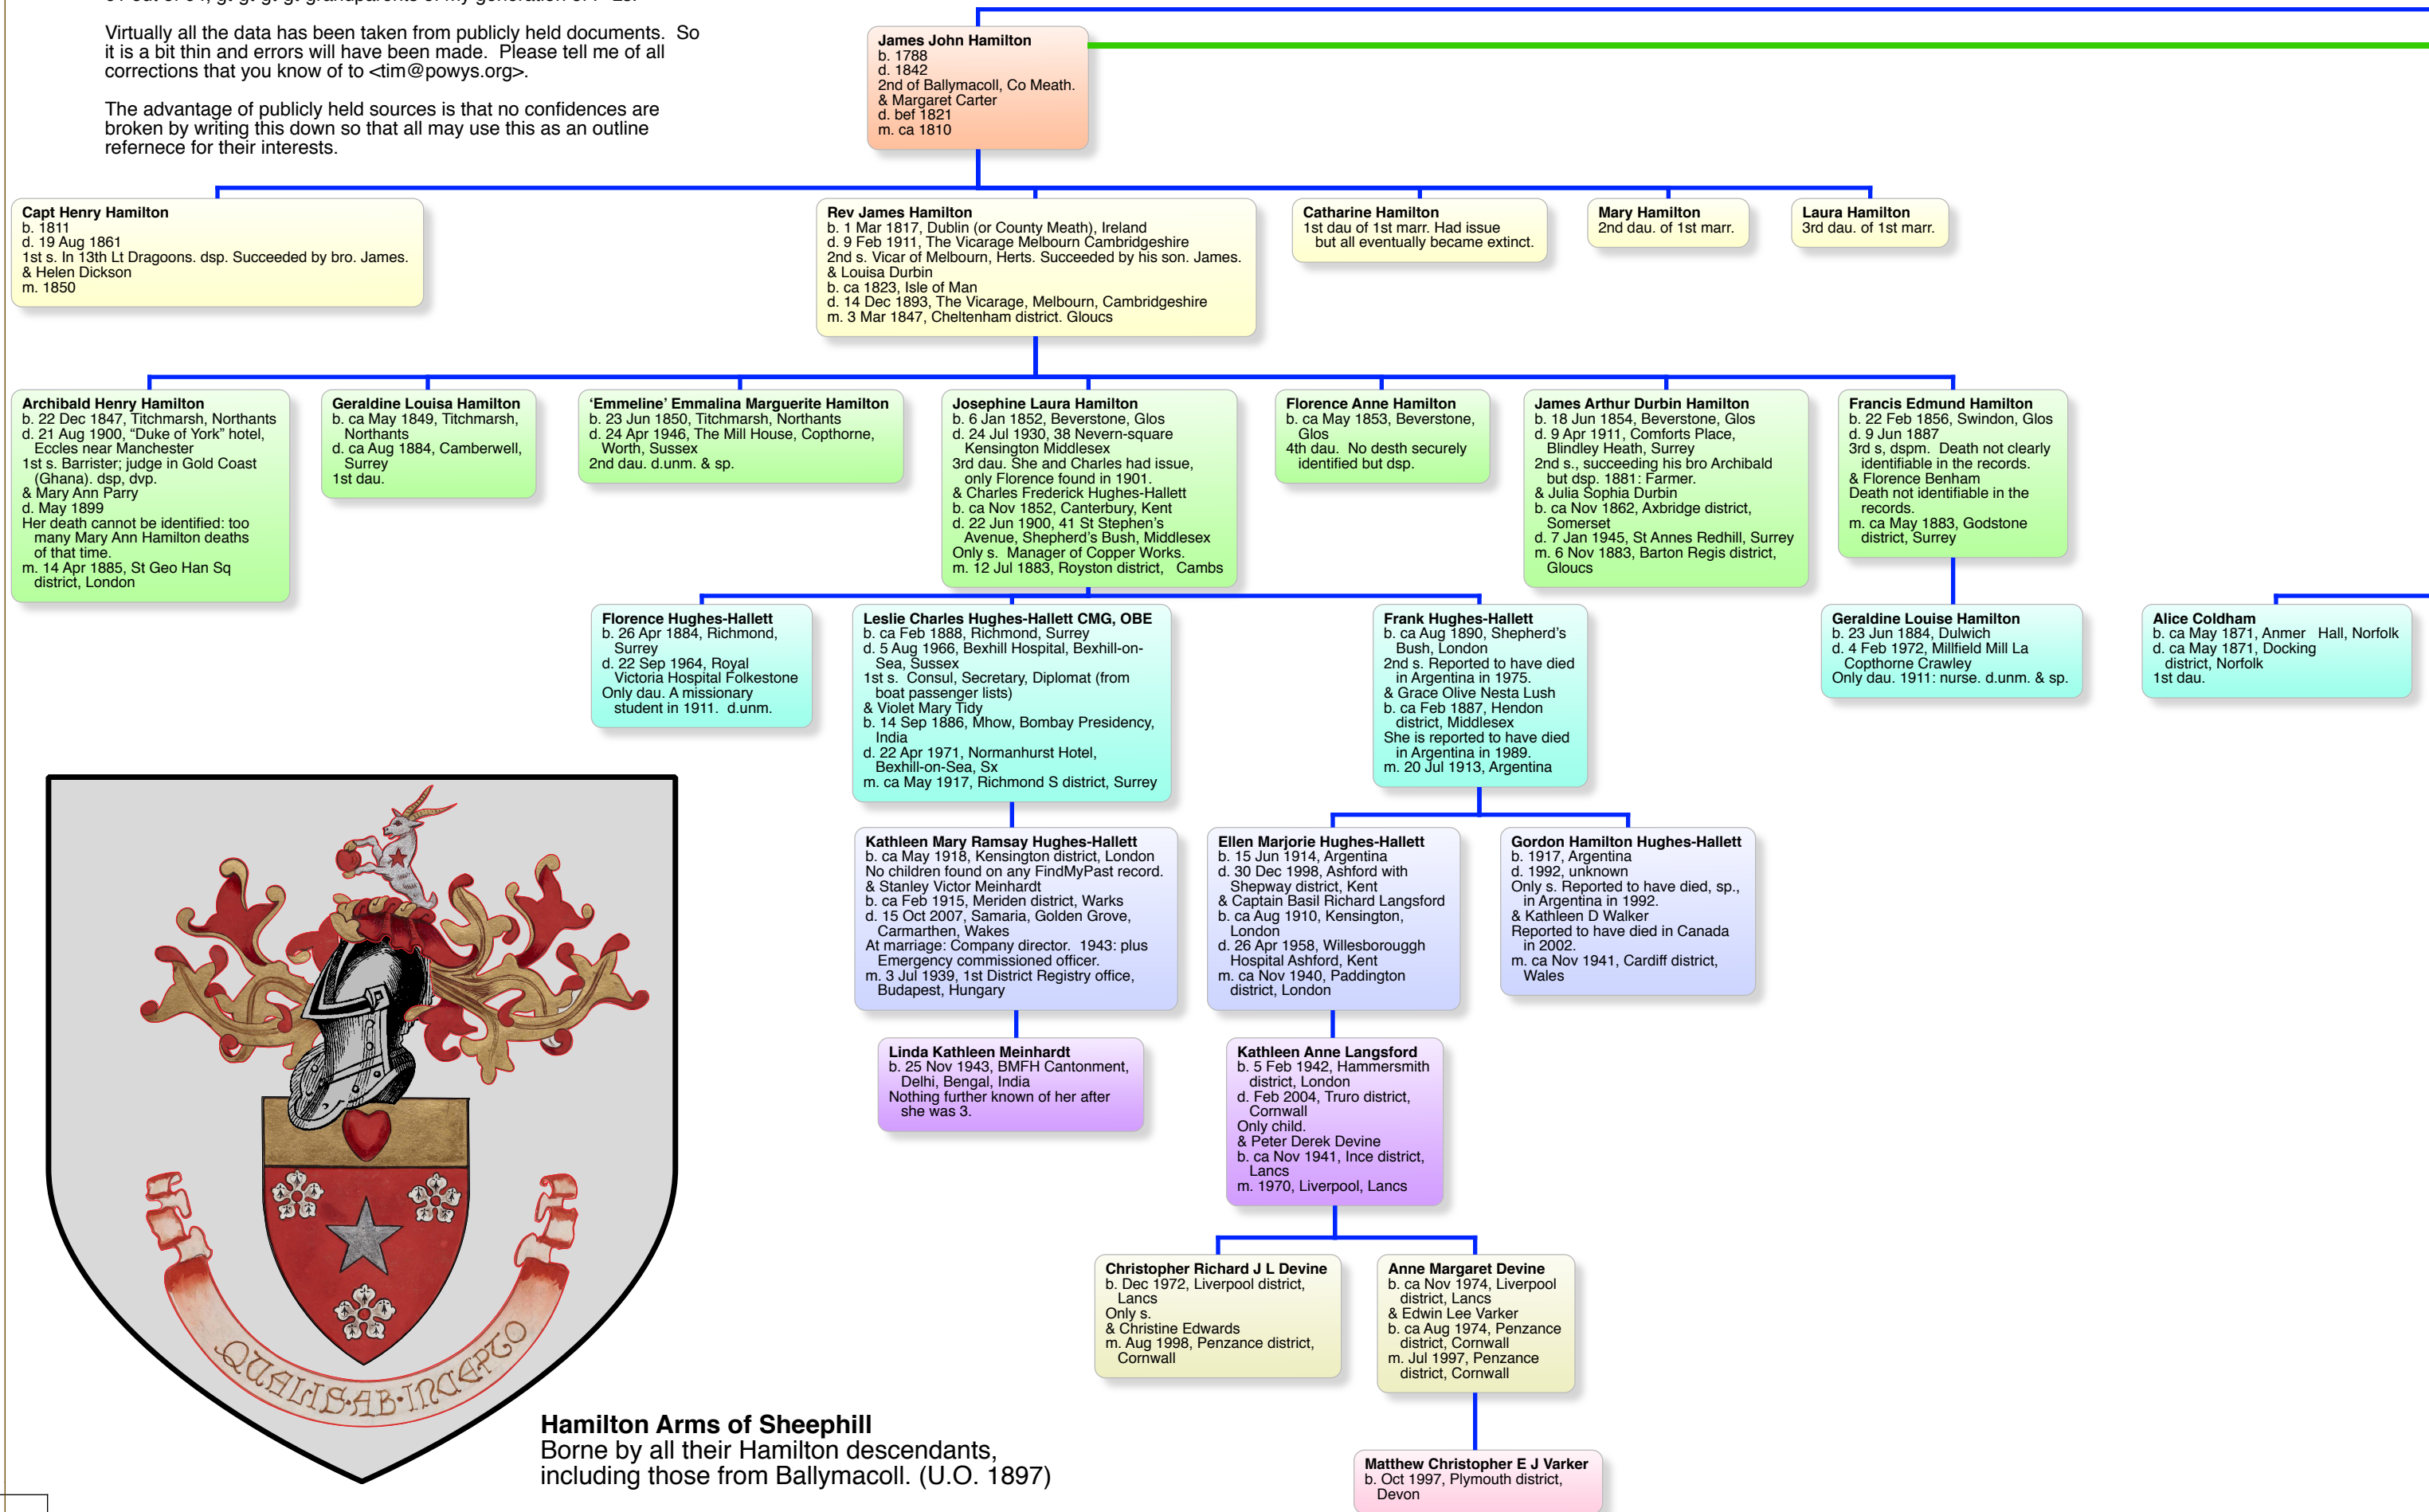 Virtually all the data has been taken from publicly held documents.  So
it is a bit thin and errors will have been made.  Please tell me of all
corrections that you know of to <tim@powys.org>.
The advantage of publicly held sources is that no confidences are
broken by writing this down so that all may use this as an outline
refernece for their interests.
James John Hamilton
b. 1788
d. 1842
2nd of Ballymacoll, Co Meath.
& Margaret Carter
d. bef 1821
m. ca 1810
Capt Henry Hamilton
b. 1811
d. 19 Aug 1861
1st s. In 13th Lt Dragoons. dsp. Succeeded by bro. James.
& Helen Dickson
m. 1850
Rev James Hamilton
b. 1 Mar 1817, Dublin (or County Meath), Ireland
d. 9 Feb 1911, The Vicarage Melbourn Cambridgeshire
2nd s. Vicar of Melbourn, Herts. Succeeded by his son. James.
& Louisa Durbin
b. ca 1823, Isle of Man
d. 14 Dec 1893, The Vicarage, Melbourn, Cambridgeshire
m. 3 Mar 1847, Cheltenham district. Gloucs
Catharine Hamilton
1st dau of 1st marr. Had issue
but all eventually became extinct.
Mary Hamilton
2nd dau. of 1st marr.
Laura Hamilton
3rd dau. of 1st marr.
Archibald Henry Hamilton
b. 22 Dec 1847, Titchmarsh, Northants
d. 21 Aug 1900, “Duke of York” hotel,
Eccles near Manchester
1st s. Barrister; judge in Gold Coast
(Ghana). dsp, dvp.
& Mary Ann Parry
d. May 1899
Her death cannot be identified: too
many Mary Ann Hamilton deaths
of that time.
m. 14 Apr 1885, St Geo Han Sq
district, London
Geraldine Louisa Hamilton
b. ca May 1849, Titchmarsh,
Northants
d. ca Aug 1884, Camberwell,
Surrey
1st dau.
‘Emmeline’ Emmalina Marguerite Hamilton
b. 23 Jun 1850, Titchmarsh, Northants
d. 24 Apr 1946, The Mill House, Copthorne,
Worth, Sussex
2nd dau. d.unm. & sp.
Josephine Laura Hamilton
b. 6 Jan 1852, Beverstone, Glos
d. 24 Jul 1930, 38 Nevern-square
Kensington Middlesex
3rd dau. She and Charles had issue,
only Florence found in 1901.
& Charles Frederick Hughes-Hallett
b. ca Nov 1852, Canterbury, Kent
d. 22 Jun 1900, 41 St Stephen’s
Avenue, Shepherd’s Bush, Middlesex
Only s.  Manager of Copper Works.
m. 12 Jul 1883, Royston district,   Cambs
Florence Anne Hamilton
b. ca May 1853, Beverstone,
Glos
4th dau.  No desth securely
identified but dsp.
James Arthur Durbin Hamilton
b. 18 Jun 1854, Beverstone, Glos
d. 9 Apr 1911, Comforts Place,
Blindley Heath, Surrey
2nd s., succeeding his bro Archibald
but dsp. 1881: Farmer.
& Julia Sophia Durbin
b. ca Nov 1862, Axbridge district,
Somerset
d. 7 Jan 1945, St Annes Redhill, Surrey
m. 6 Nov 1883, Barton Regis district,
Gloucs
Francis Edmund Hamilton
b. 22 Feb 1856, Swindon, Glos
d. 9 Jun 1887
3rd s, dspm.  Death not clearly
identifiable in the records.
& Florence Benham
Death not identifiable in the
records.
m. ca May 1883, Godstone
district, Surrey
Florence Hughes-Hallett
b. 26 Apr 1884, Richmond,
Surrey
d. 22 Sep 1964, Royal
Victoria Hospital Folkestone
Only dau. A missionary
student in 1911.  d.unm.
Leslie Charles Hughes-Hallett CMG, OBE
b. ca Feb 1888, Richmond, Surrey
d. 5 Aug 1966, Bexhill Hospital, Bexhill-on-
Sea, Sussex
1st s.  Consul, Secretary, Diplomat (from
boat passenger lists)
& Violet Mary Tidy
b. 14 Sep 1886, Mhow, Bombay Presidency,
India
d. 22 Apr 1971, Normanhurst Hotel,
Bexhill-on-Sea, Sx
m. ca May 1917, Richmond S district, Surrey
Frank Hughes-Hallett
b. ca Aug 1890, Shepherd’s
Bush, London
2nd s. Reported to have died
in Argentina in 1975.
& Grace Olive Nesta Lush
b. ca Feb 1887, Hendon
district, Middlesex
She is reported to have died
in Argentina in 1989.
m. 20 Jul 1913, Argentina
Geraldine Louise Hamilton
b. 23 Jun 1884, Dulwich
d. 4 Feb 1972, Millfield Mill La
Copthorne Crawley
Only dau. 1911: nurse. d.unm. & sp.
Alice Coldham
b. ca May 1871, Anmer   Hall, Norfolk
d. ca May 1871, Docking
district, Norfolk
1st dau.
Kathleen Mary Ramsay Hughes-Hallett
b. ca May 1918, Kensington district, London
No children found on any FindMyPast record.
& Stanley Victor Meinhardt
b. ca Feb 1915, Meriden district, Warks
d. 15 Oct 2007, Samaria, Golden Grove,
Carmarthen, Wakes
At marriage: Company director.  1943: plus
Emergency commissioned officer.
m. 3 Jul 1939, 1st District Registry office,
Budapest, Hungary
Ellen Marjorie Hughes-Hallett
b. 15 Jun 1914, Argentina
d. 30 Dec 1998, Ashford with
Shepway district, Kent
& Captain Basil Richard Langsford
b. ca Aug 1910, Kensington,
London
d. 26 Apr 1958, Willesborouggh
Hospital Ashford, Kent
m. ca Nov 1940, Paddington
district, London
Gordon Hamilton Hughes-Hallett
b. 1917, Argentina
d. 1992, unknown
Only s. Reported to have died, sp.,
in Argentina in 1992.
& Kathleen D Walker
Reported to have died in Canada
in 2002.
m. ca Nov 1941, Cardiff district,
Wales
Linda Kathleen Meinhardt
b. 25 Nov 1943, BMFH Cantonment,
Delhi, Bengal, India
Nothing further known of her after
she was 3.
Kathleen Anne Langsford
b. 5 Feb 1942, Hammersmith
district, London
d. Feb 2004, Truro district,
Cornwall
Only child.
& Peter Derek Devine
b. ca Nov 1941, Ince district,
Lancs
m. 1970, Liverpool, Lancs
Christopher Richard J L Devine
b. Dec 1972, Liverpool district,
Lancs
Only s.
& Christine Edwards
m. Aug 1998, Penzance district,
Cornwall
Anne Margaret Devine
b. ca Nov 1974, Liverpool
district, Lancs
& Edwin Lee Varker
b. ca Aug 1974, Penzance
district, Cornwall
m. Jul 1997, Penzance
district, Cornwall
Matthew Christopher E J Varker
b. Oct 1997, Plymouth district,
Devon
QUALIS·AB·INCEPTO
Hamilton Arms of Sheephill
Borne by all their Hamilton descendants,
including those from Ballymacoll. (U.O. 1897)